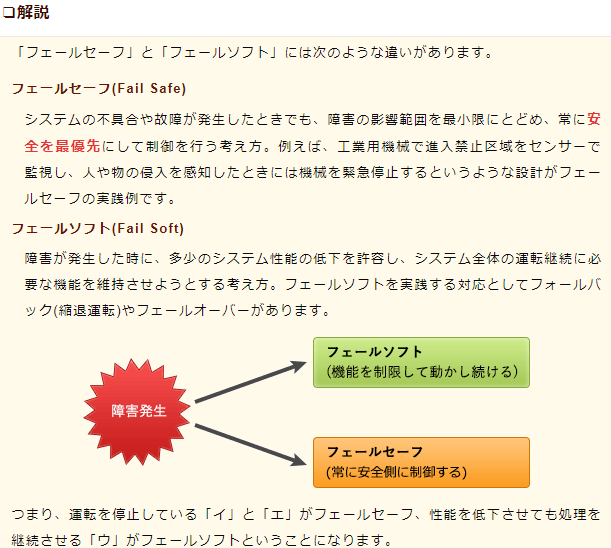 ❏解説
「フェールセーフ」と「フェールソフト」には次のような違いがあります。
フェールセーフ(Fail Safe)
システムの不具合や故障が発生したときでも、障害の影響範囲を最小限にとどめ、常に安
全を最優先にして制御を行う考え方。例えば、工業用機械で進入禁止区域をセンサーで
監視し、人や物の侵入を感知したときには機械を緊急停止するというような設計がフェー
ルセーフの実践例です。
フェールソフト(Fail Soft)
障害が発生した時に、多少のシステム性能の低下を許容し、システム全体の運転継続に必
要な機能を維持させようとする考え方。フェールソフトを実践する対応としてフォールバ
ック(縮退運転)やフェールオーバーがあります。
障害発生
フェールソフト
(機能を制限して動かし続ける)
フェールセーフ
(常に安全側に制御する)
つまり、運転を停止している「イ」と「エ」がフェールセーフ、性能を低下させても処理を
継続させる「ウ」がフェールソフトということになります。